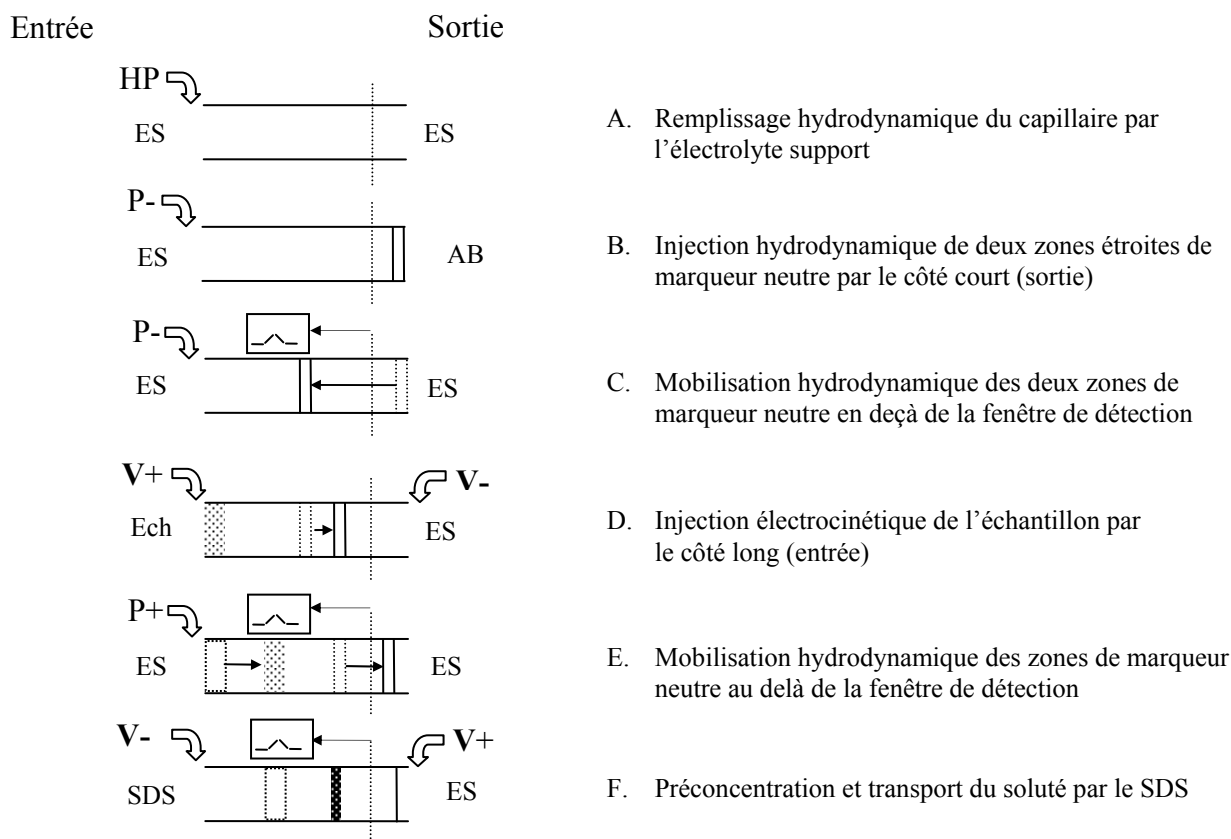 Entrée Sortie
HP
ES ES
A. Remplissage hydrodynamique du capillaire par
l’électrolyte support
P-
ES AB
B. Injection hydrodynamique de deux zones étroites de
marqueur neutre par le côté court (sortie)
P-
ES ES
C. Mobilisation hydrodynamique des deux zones de
marqueur neutre en deçà de la fenêtre de détection
V+ V-
Ech ES
D. Injection électrocinétique de l’échantillon par
le côté long (entrée)
P+
ES ES
E. Mobilisation hydrodynamique des zones de marqueur
neutre au delà de la fenêtre de détection
V- V+
SDS ES
F. Préconcentration et transport du soluté par le SDS